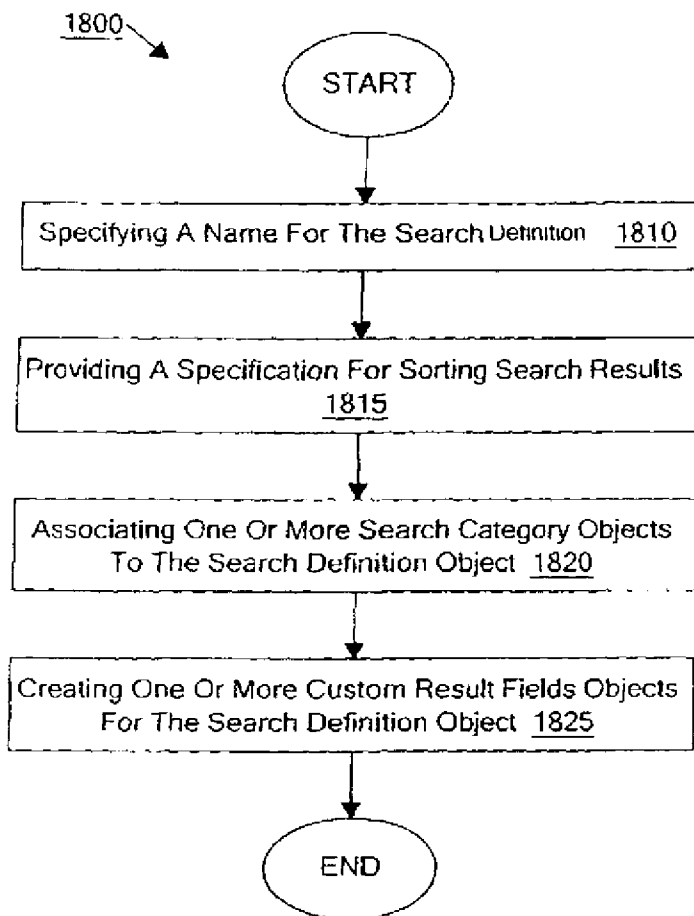 1800
START
Specifying A Name For The Search Definition 1810
Providing A Specification For Sorting Search Results
1815
Associating One Or More Search Category Objects
To The Search Definition Object 1820
Creating One Or More Custom Result Fields Objects
For The Search Definition Object 1825
END